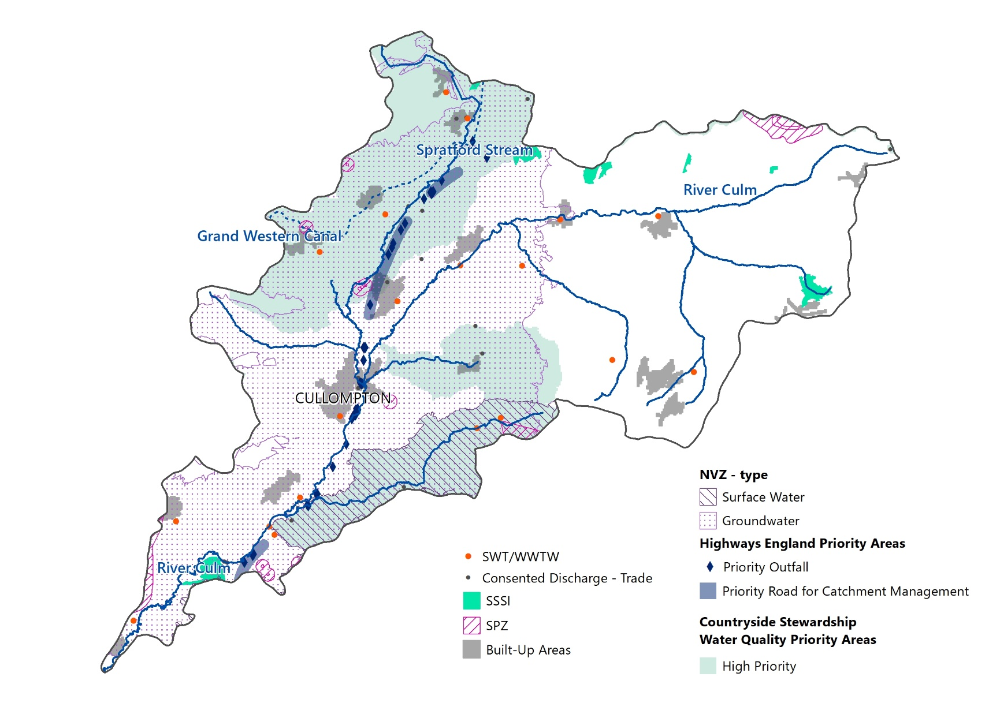 Spratford Stream
River Culm
Grand Western Canal
CULLOMPTON
River Culm
SWT/WWTW
Consented Discharge - Trade
SSSI
SPZ
Built-Up Areas
NVZ - type
Surface Water
Groundwater
Highways England Priority Areas
Priority Outfall
Priority Road for Catchment Management
Countryside Stewardship
Water Quality Priority Areas
High Priority